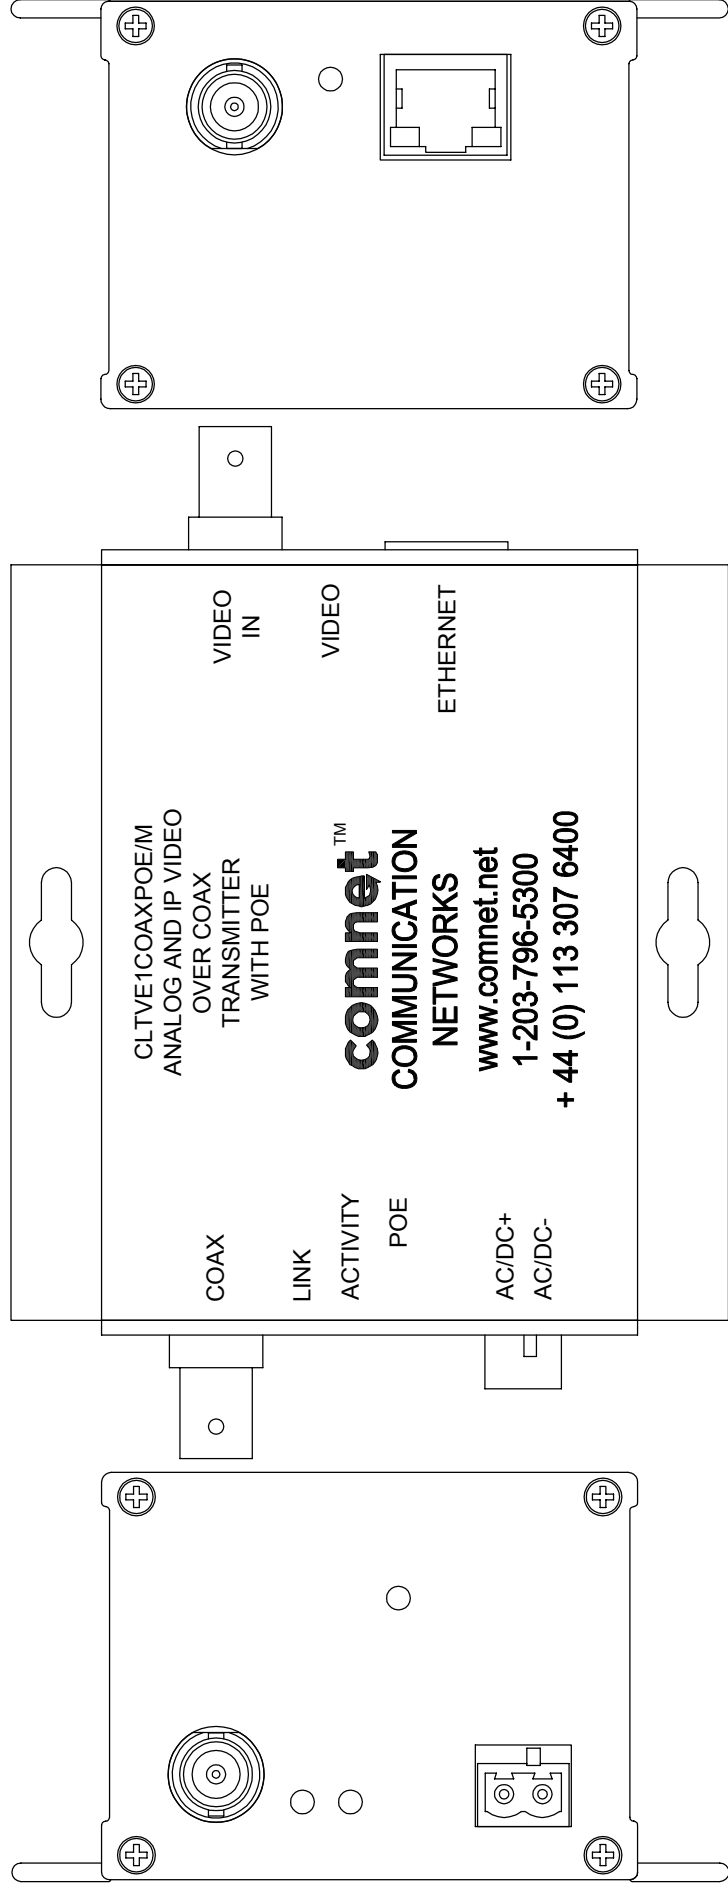 CLTVE1COAXPOE/M
ANALOG AND IP VIDEO
OVER COAX
TRANSMITTER
WITH POE
COAX
LINK
ACTIVITY
POE
AC/DC+
AC/DC-
comnet™
COMMUNICATION
NETWORKS
www.comnet.net
1-203-796-5300
+ 44 (0) 113 307 6400
VIDEO
IN
VIDEO
ETHERNET